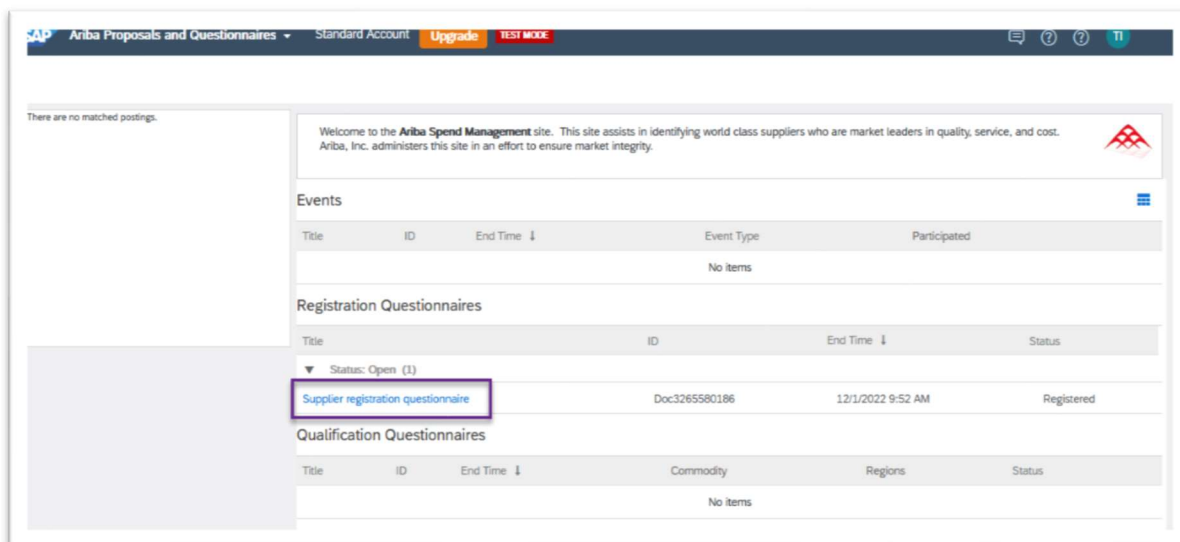 SAP Ariba Proposals and Questionnaires Standard Account Upgrade TEST MODE ? ? TI
There are no matched postings.
Welcome to the Ariba Spend Management site. This site assists in identifying world class suppliers who are market leaders in quality, service, and cost.
Ariba, Inc. administers this site in an effort to ensure market integrity.
Events
Title ID End Time ↓ Event Type Participated
No items
Registration Questionnaires
Title ID End Time ↓ Status
▼ Status: Open (1)
Supplier registration questionnaire Doc3265580186 12/1/2022 9:52 AM Registered
Qualification Questionnaires
Title ID End Time ↓ Commodity Regions Status
No items